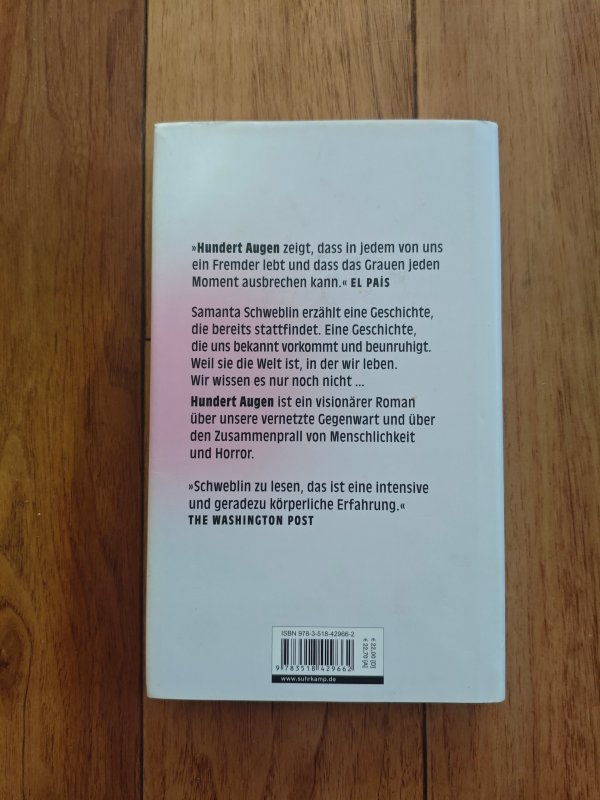 »Hundert Augen zeigt, dass in jedem von uns
ein Fremder lebt und dass das Grauen jeden
Moment ausbrechen kann.« EL PAÍS
Samanta Schweblin erzählt eine Geschichte,
die bereits stattfindet. Eine Geschichte,
die uns bekannt vorkommt und beunruhigt.
Weil sie die Welt ist, in der wir leben.
Wir wissen es nur noch nicht ...
Hundert Augen ist ein visionärer Roman
über unsere vernetzte Gegenwart und über
den Zusammenprall von Menschlichkeit
und Horror.
»Schweblin zu lesen, das ist eine intensive
und geradezu körperliche Erfahrung.«
THE WASHINGTON POST
ISBN 978-3-518-42966-2
9 783518 429662
€ 22,00 [D]
€ 22,70 [A]
www.suhrkamp.de